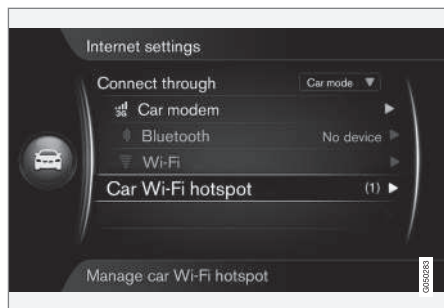 Internet settings
Connect through Car mode
3G Car modem
Bluetooth No device
Wi-Fi
Car Wi-Fi hotspot (1)
Manage car Wi-Fi hotspot
G050283